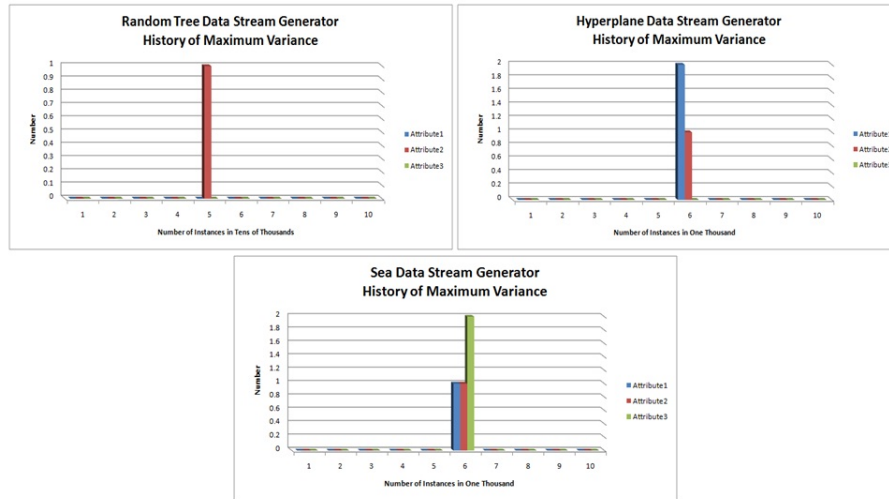 Random Tree Data Stream Generator
History of Maximum Variance
1
0.9
0.8
0.7
0.6
0.5
0.4
0.3
0.2
0.1
0
Number
1 2 3 4 5 6 7 8 9 10
Number of Instances in Tens of Thousands
Attribute1
Attribute2
Attribute3
Hyperplane Data Stream Generator
History of Maximum Variance
2
1.8
1.6
1.4
1.2
1
0.8
0.6
0.4
0.2
0
Number
1 2 3 4 5 6 7 8 9 10
Number of Instances in One Thousand
Attribute
Attribute
Attribute
Sea Data Stream Generator
History of Maximum Variance
2
1.8
1.6
1.4
1.2
1
0.8
0.6
0.4
0.2
0
Number
1 2 3 4 5 6 7 8 9 10
Number of Instances in One Thousand
Attribute1
Attribute2
Attribute3